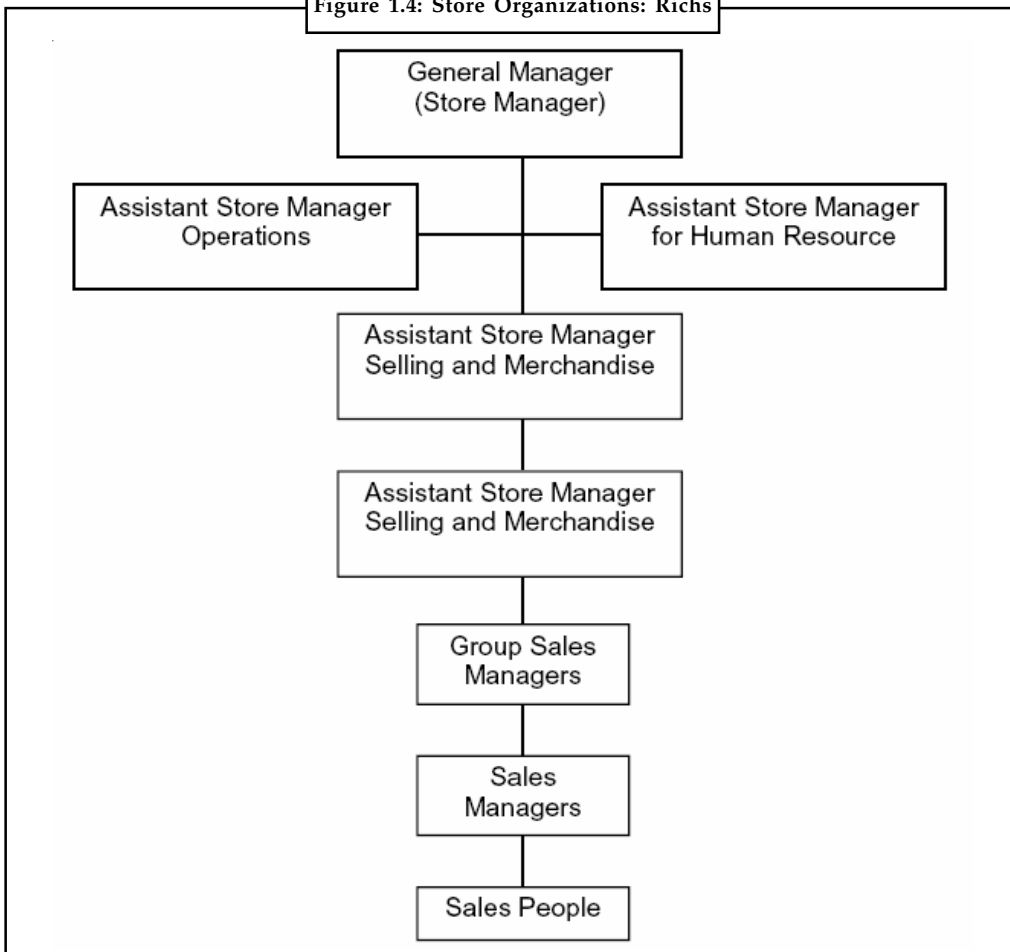 Figure 1.4: Store Organizations: Richs
General Manager
(Store Manager)
Assistant Store Manager
Operations
Assistant Store Manager
for Human Resource
Assistant Store Manager
Selling and Merchandise
Assistant Store Manager
Selling and Merchandise
Group Sales
Managers
Sales
Managers
Sales People